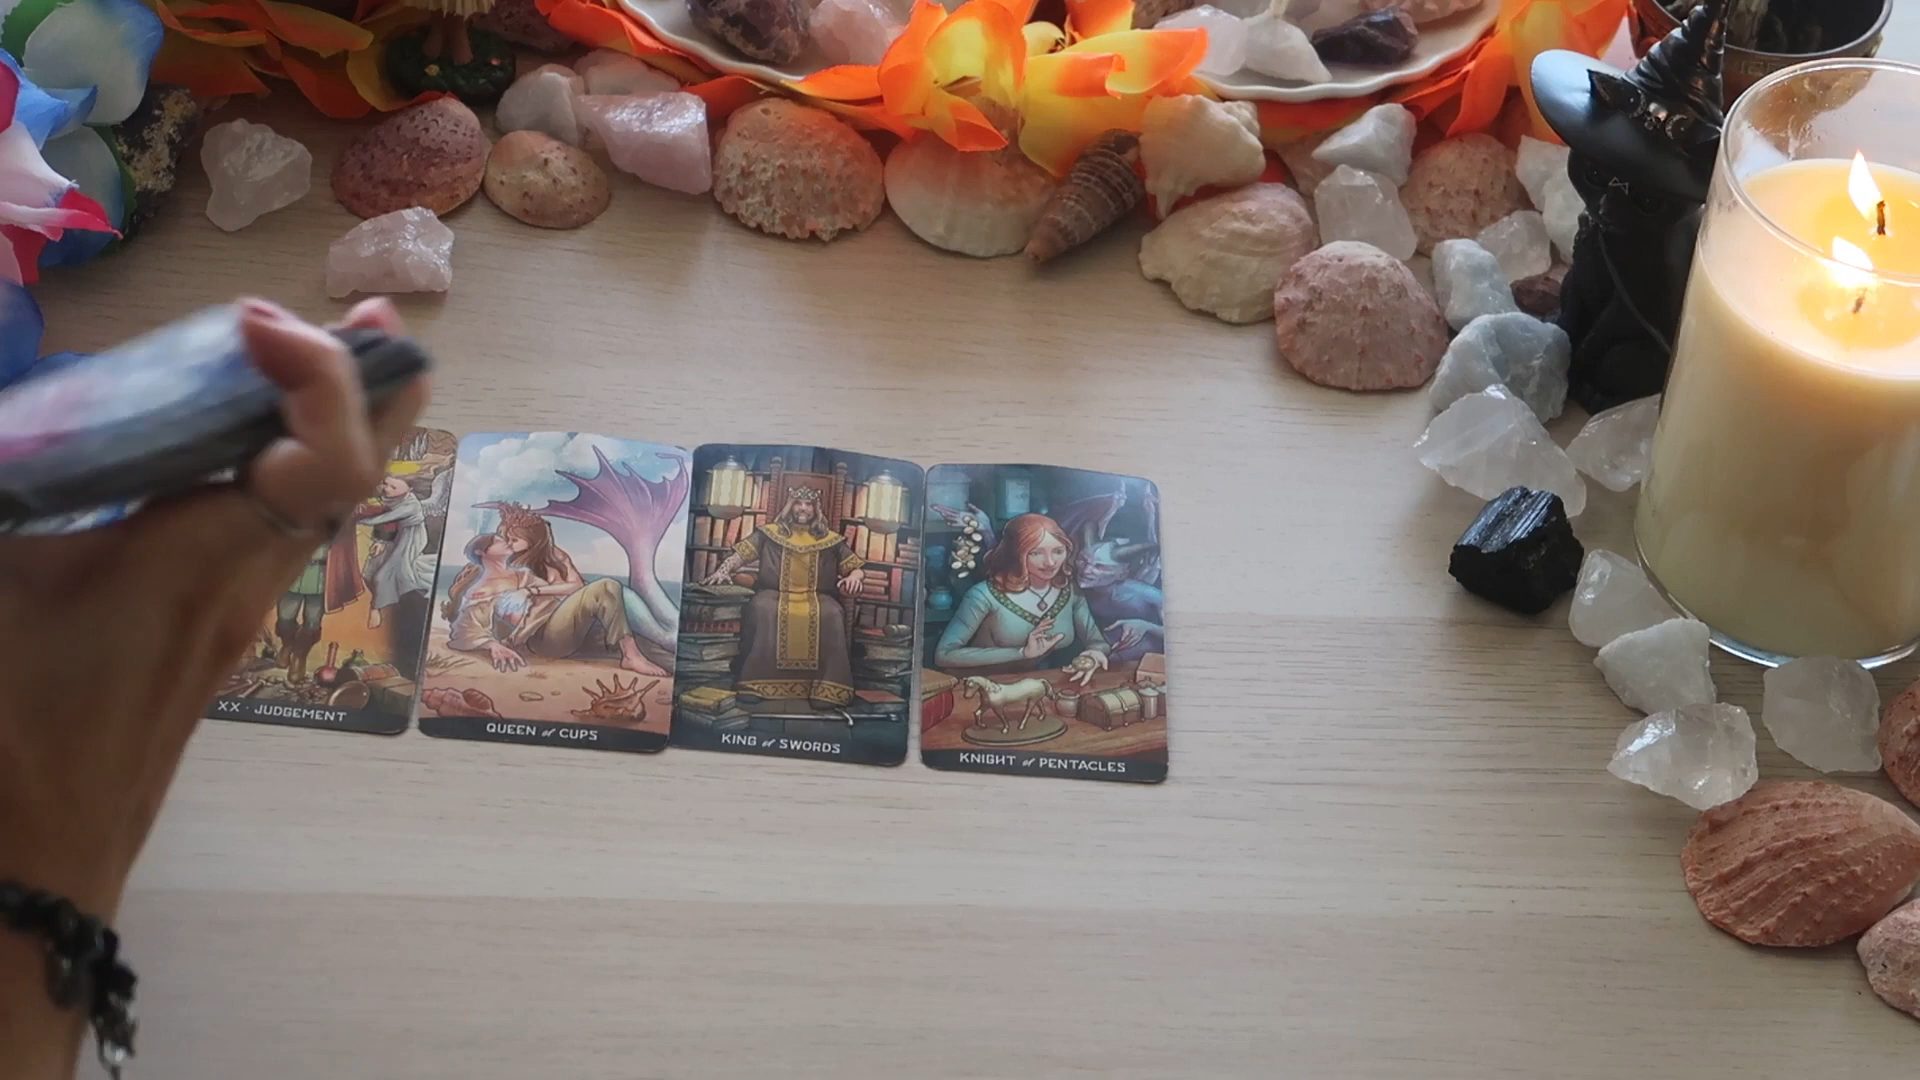 XX · JUDGEMENT
QUEEN of CUPS
KING of SWORDS
KNIGHT of PENTACLES